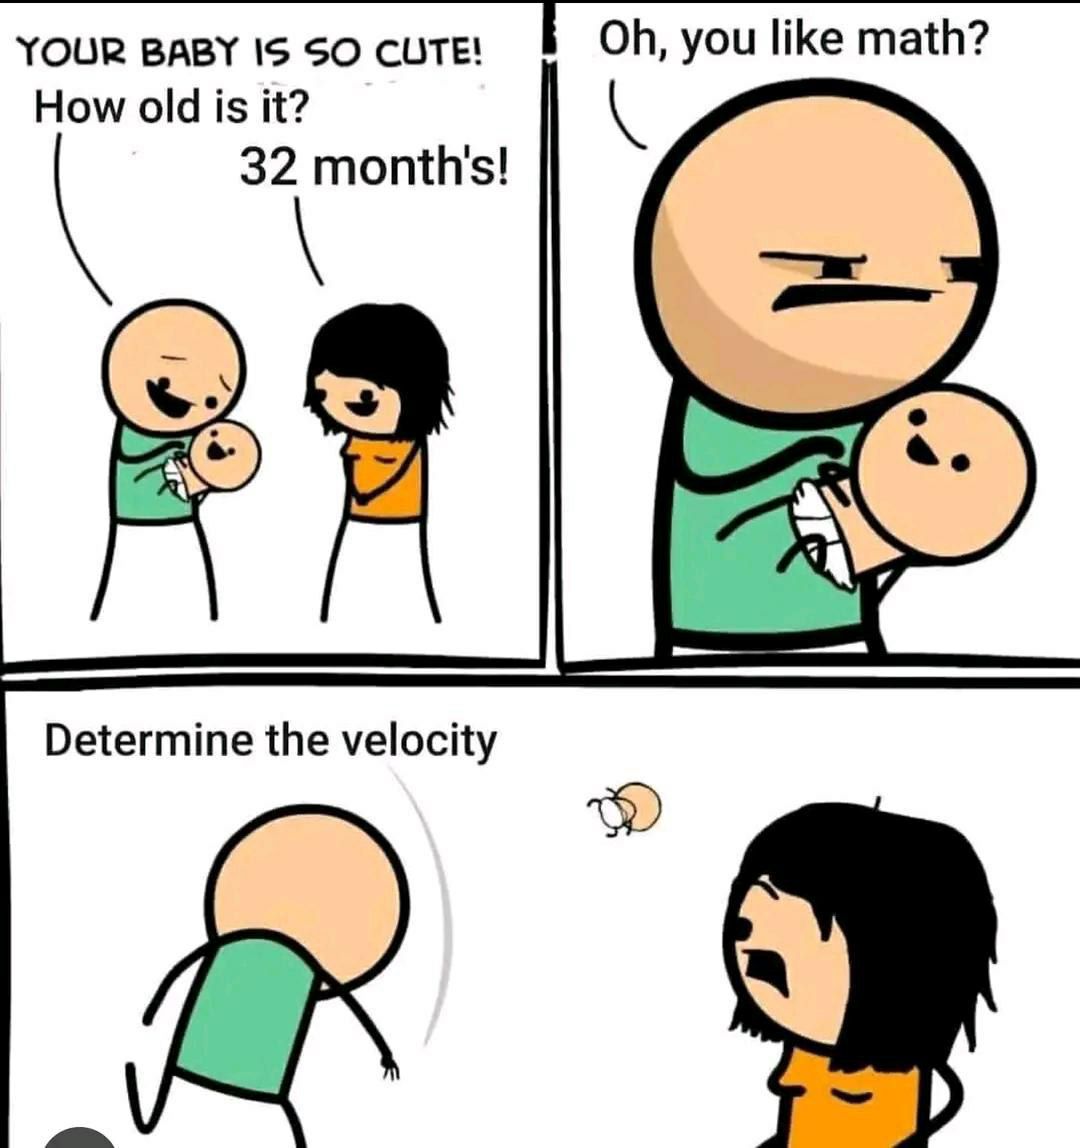 YOUR BABY IS SO CUTE!
How old is it?
32 month's!
Oh, you like math?
Determine the velocity